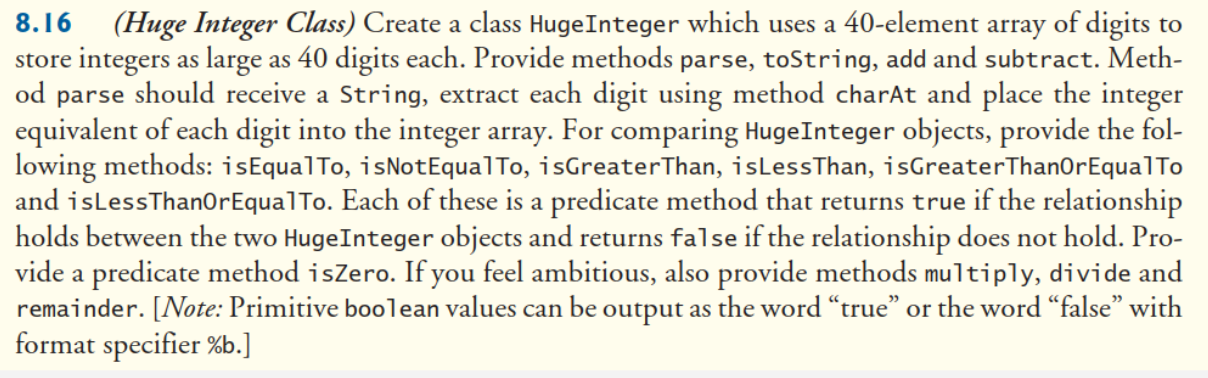 8.16 (Huge Integer Class) Create a class HugeInteger which uses a 40-element array of digits to
store integers as large as 40 digits each. Provide methods parse, toString, add and subtract. Meth-
od parse should receive a String, extract each digit using method charAt and place the integer
equivalent of each digit into the integer array. For comparing HugeInteger objects, provide the fol-
lowing methods: isEqualTo, isNotEqualTo, isGreaterThan, isLessThan, isGreaterThanOrEqualTo
and isLessThanOrEqualTo. Each of these is a predicate method that returns true if the relationship
holds between the two HugeInteger objects and returns false if the relationship does not hold. Pro-
vide a predicate method isZero. If you feel ambitious, also provide methods multiply, divide and
remainder. [Note: Primitive boolean values can be output as the word “true” or the word “false” with
format specifier %b.]